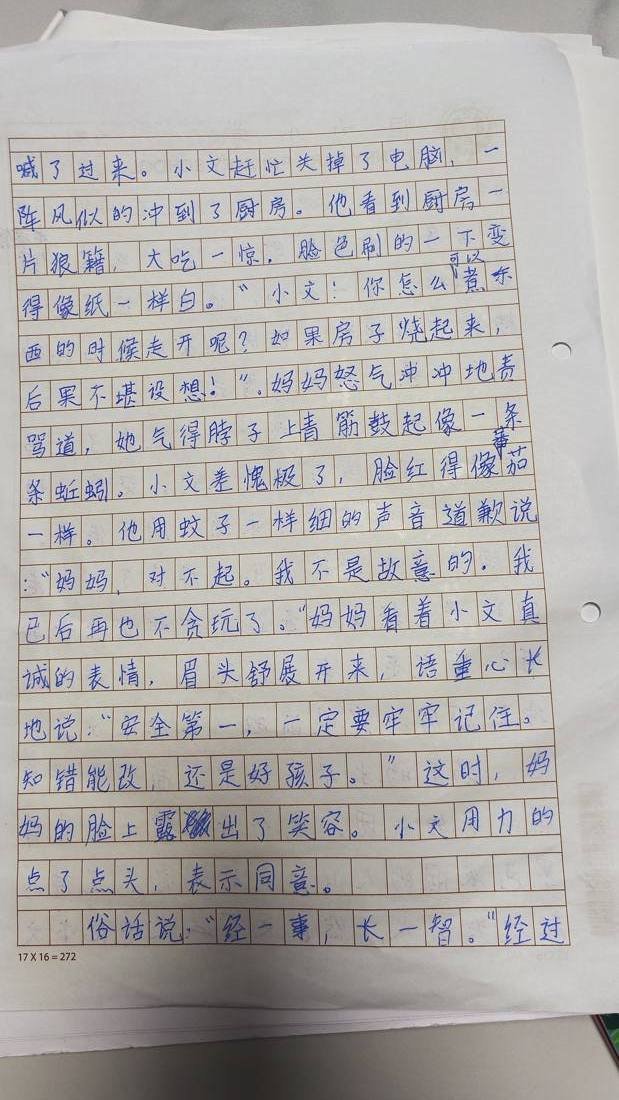 喊了过来。小文赶忙关掉了电脑，一
阵风似的冲到了厨房。他看到厨房一
片狼籍，大吃一惊，脸色刷的一下变
得像纸一样白。“小文！你怎么可以煮东
西的时候走开呢？如果房子烧起来，
后果不堪设想！”妈妈怒气冲冲地责
骂道，她气得脖子上青筋鼓起像一条
条蚯蚓。小文羞愧极了，脸红得像番茄
一样。他用蚊子一样细的声音道歉说
：“妈妈，对不起。我不是故意的。我
已后再也不贪玩了。”妈妈看着小文真
诚的表情，眉头舒展开来，语重心长
地说：“安全第一，一定要牢牢记住。
知错能改，还是好孩子。”这时，妈
妈的脸上露出了笑容。小文用力的
点了点头，表示同意。
俗话说：“经一事，长一智。”经过
17 X 16 = 272